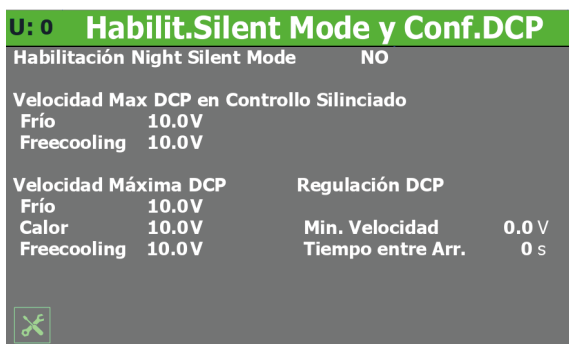 U: 0 Habilit.Silent Mode y Conf.DCP
Habilitación Night Silent Mode NO
Velocidad Max DCP en Controllo Silinciado
Frío 10.0V
Freecooling 10.0V
Velocidad Máxima DCP Regulación DCP
Frío 10.0V
Calor 10.0V Min. Velocidad 0.0 V
Freecooling 10.0V Tiempo entre Arr. 0 s